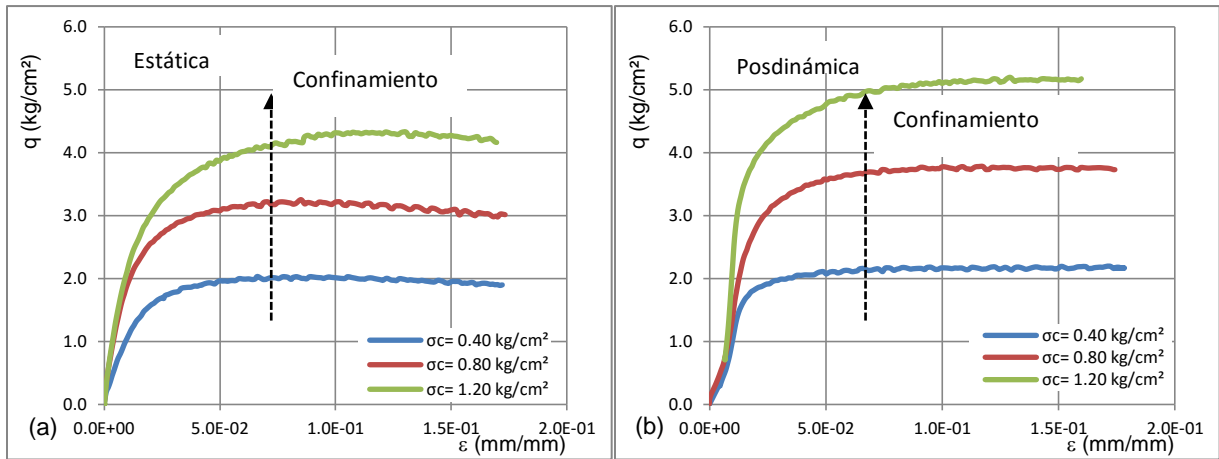 6.0
5.0
4.0
3.0
2.0
1.0
0.0
q (kg/cm²)
Estática
Confinamiento
σc= 0.40 kg/cm²
σc= 0.80 kg/cm²
σc= 1.20 kg/cm²
0.0E+00 5.0E-02 1.0E-01 1.5E-01 2.0E-01
ε (mm/mm)
(a)
6.0
5.0
4.0
3.0
2.0
1.0
0.0
q (kg/cm²)
Posdinámica
Confinamiento
σc= 0.40 kg/cm²
σc= 0.80 kg/cm²
σc= 1.20 kg/cm²
0.0E+00 5.0E-02 1.0E-01 1.5E-01 2.0E-01
ε (mm/mm)
(b)